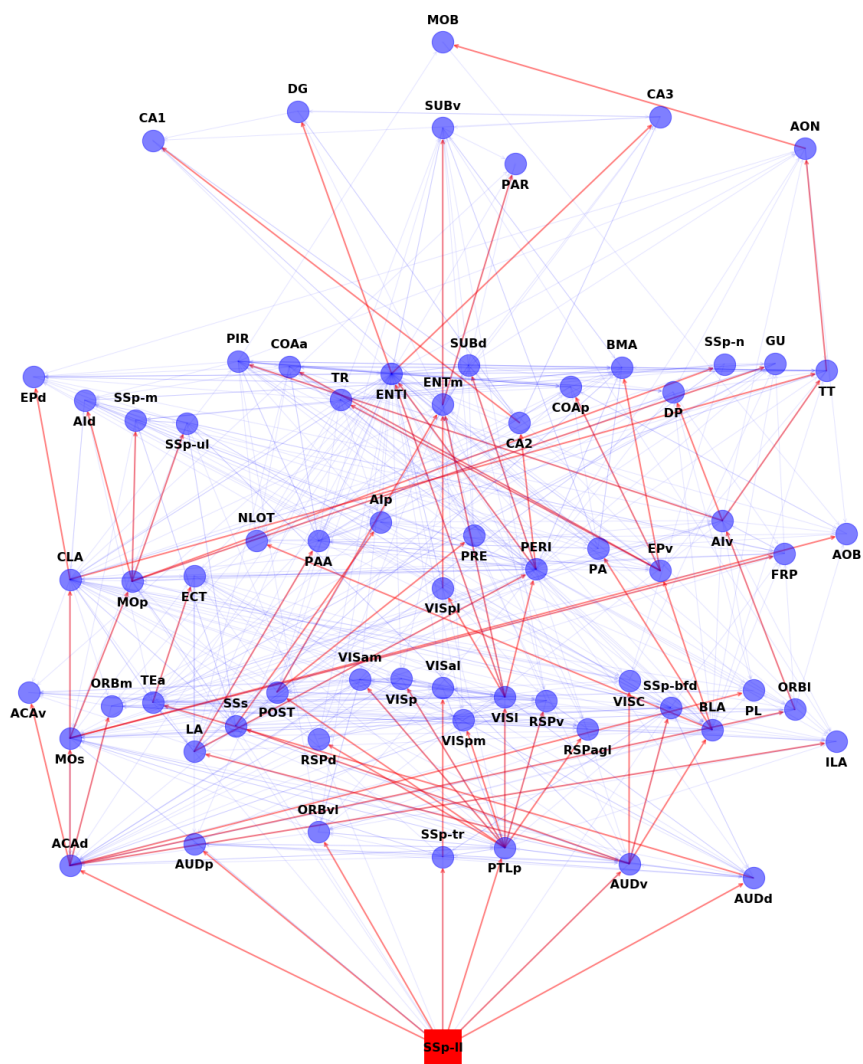 MOB
DG
CA3
CA1
SUBv
AON
PAR
PIR
COAa
SUBd
BMA
SSp-n
GU
TR
ENTl
ENTm
EPd
AId
SSp-m
SSp-ul
COAp
DP
TT
CA2
AIp
NLOT
PAA
PRE
PERI
PA
EPv
AIv
AOB
FRP
CLA
MOp
ECT
VISpl
ORBm
TEa
VISam
VISp
VISal
VISC
SSp-bfd
BLA
PL
ORBl
ACAv
SSs
POST
VISl
RSPv
MOs
LA
RSPd
VISpm
RSPagl
ILA
ORBvl
ACAd
AUDp
SSp-tr
PTLp
AUDv
AUDd
SSp-ll